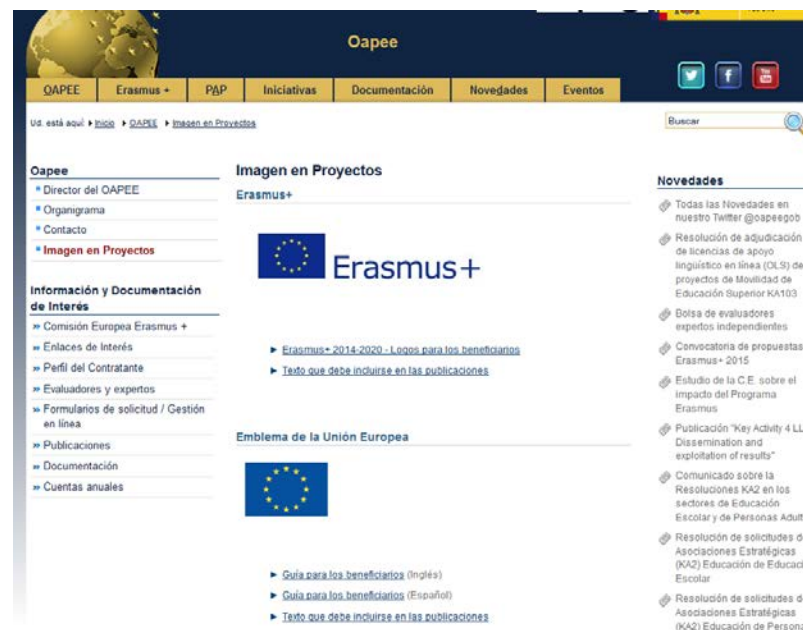 Oapee
OAPEE
Erasmus +
PAP
Iniciativas
Documentación
Novedades
Eventos
Ud. está aquí: Inicio OAPEE Imagen en Proyectos
Buscar
Oapee
Director del OAPEE
Organigrama
Contacto
Imagen en Proyectos
Información y Documentación
de Interés
Comisión Europea Erasmus +
Enlaces de Interés
Perfil del Contratante
Evaluadores y expertos
Formularios de solicitud / Gestión
en línea
Publicaciones
Documentación
Cuentas anuales
Imagen en Proyectos
Erasmus+
Erasmus+
Erasmus+ 2014-2020 - Logos para los beneficiarios
Texto que debe incluirse en las publicaciones
Emblema de la Unión Europea
Guía para los beneficiarios (Inglés)
Guía para los beneficiarios (Español)
Texto que debe incluirse en las publicaciones
Novedades
Todas las Novedades en
nuestro Twitter @oapeegob
Resolución de adjudicación
de licencias de apoyo
lingüístico en línea (OLS) de
proyectos de Movilidad de
Educación Superior KA103
Bolsa de evaluadores
expertos independientes
Convocatoria de propuestas
Erasmus+ 2015
Estudio de la C.E. sobre el
impacto del Programa
Erasmus
Publicación "Key Activity 4 LL
Dissemination and
exploitation of results"
Comunicado sobre la
Resoluciones KA2 en los
sectores de Educación
Escolar y de Personas Adult
Resolución de solicitudes d
Asociaciones Estratégicas
(KA2) Educación de Educaci
Escolar
Resolución de solicitudes d
Asociaciones Estratégicas
(KA2) Educación de Persona